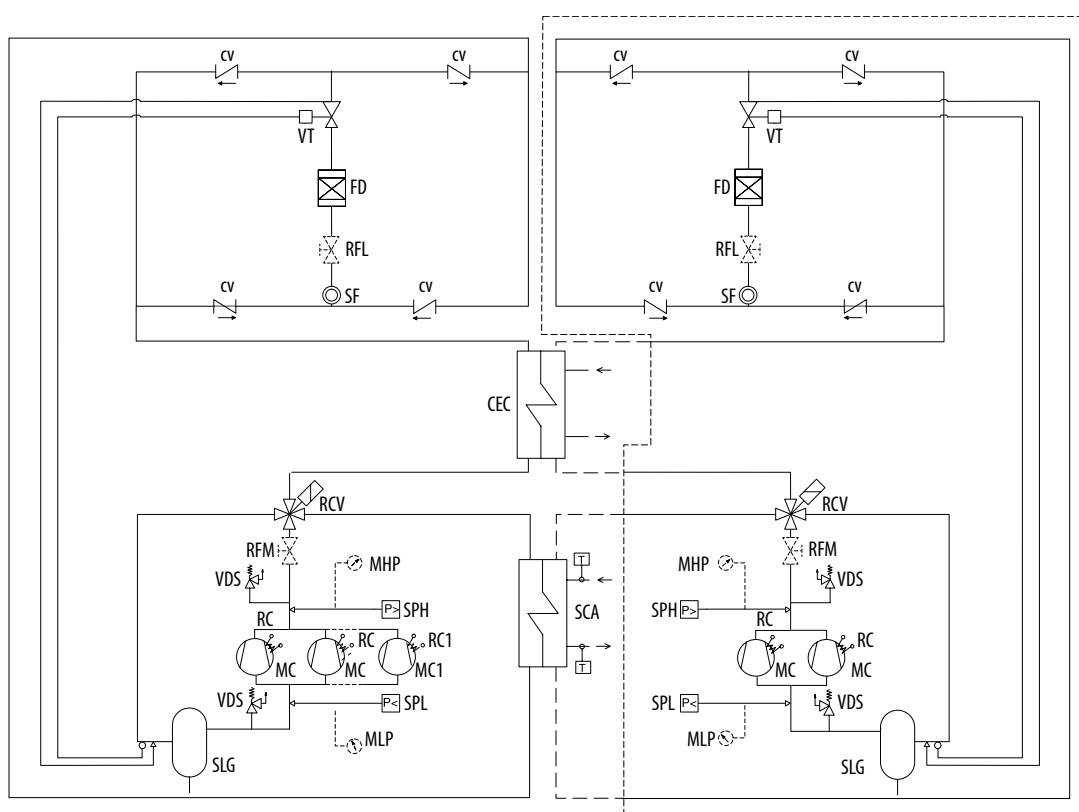 cv
cv
cv
cv
VT
VT
FD
FD
RFL
RFL
cv
SF
cv
cv
SF
cv
CEC
RCV
RCV
RFM
RFM
T
VDS
MHP
MHP
VDS
P> SPH
SCA
SPH P>
RC
RC
RC1
RC
RC
MC
MC
MC1
MC
MC
T
VDS
P< SPL
SPL P<
VDS
MLP
MLP
SLG
SLG